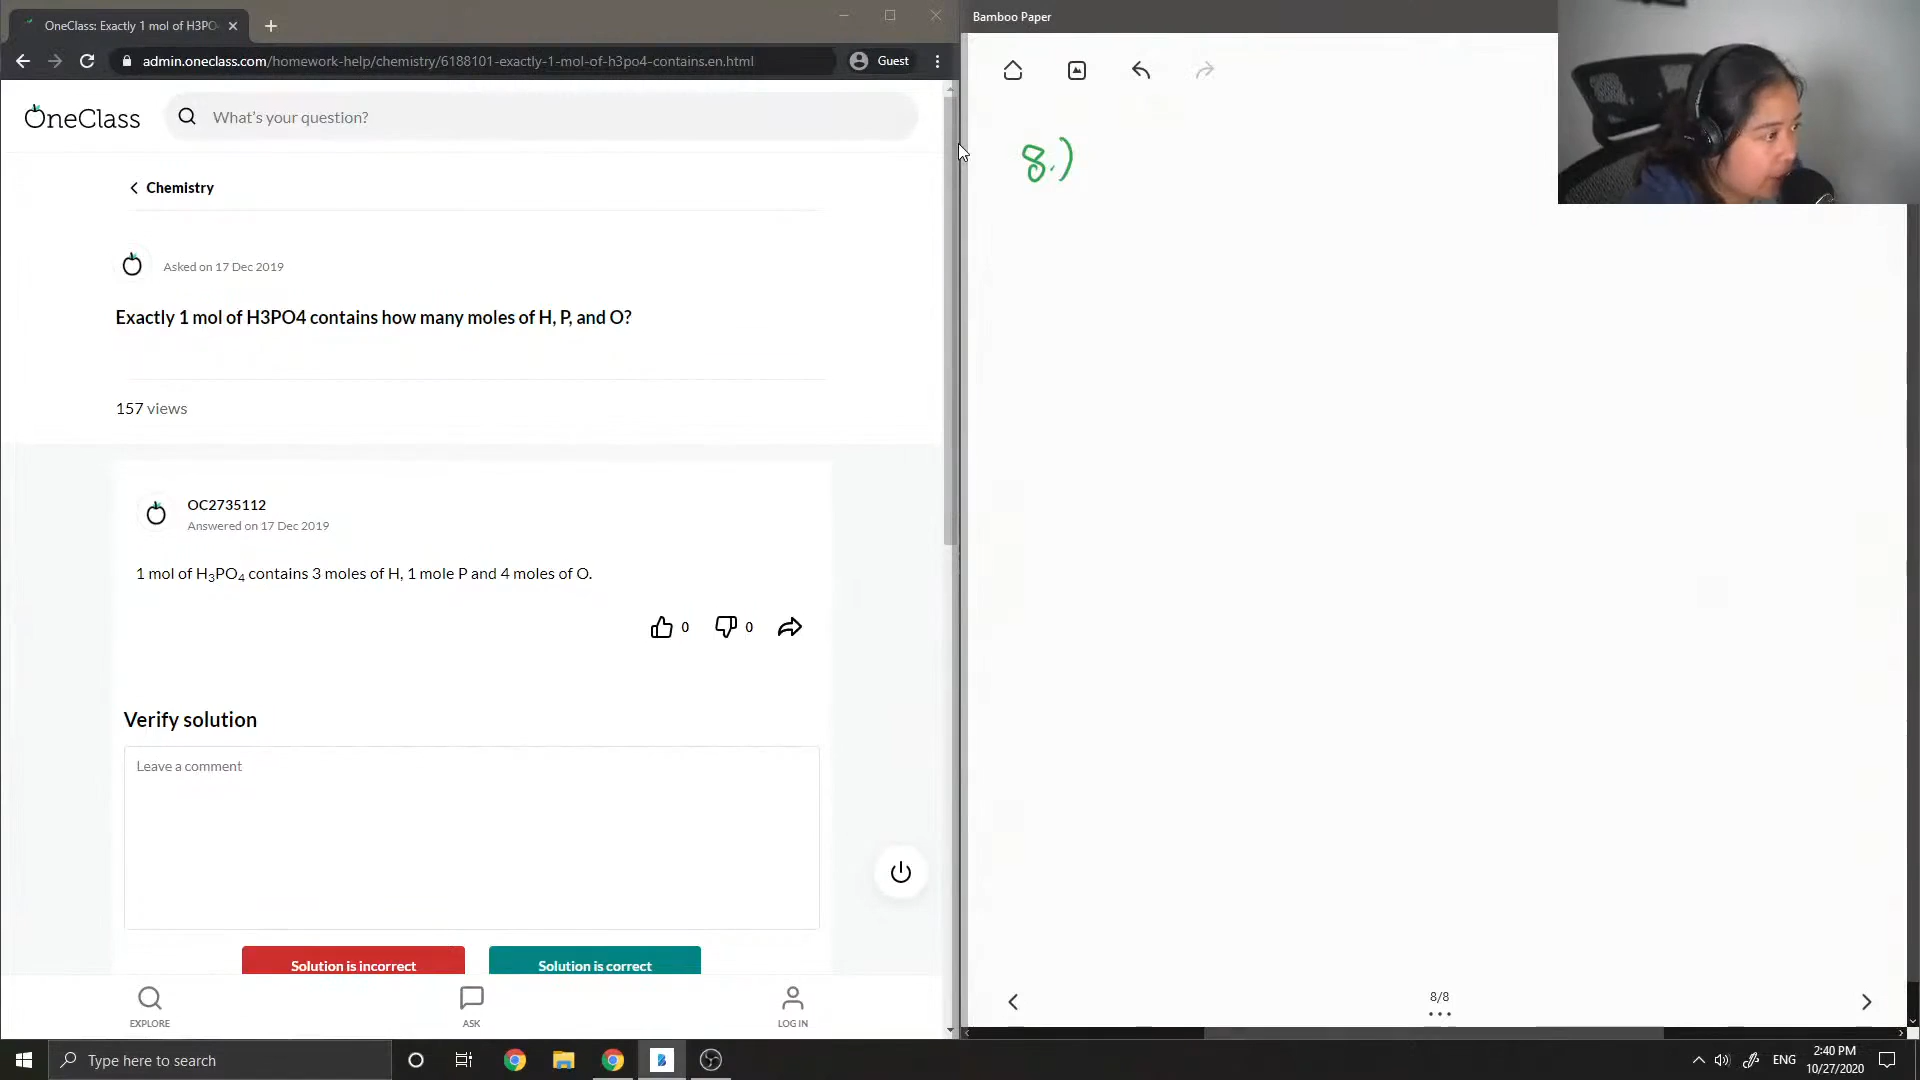 OneClass: Exactly 1 mol of H3PO
admin.oneclass.com/homework-help/chemistry/6188101-exactly-1-mol-of-h3po4-contains.en.html
Guest
OneClass
What's your question?
Chemistry
Asked on 17 Dec 2019
Exactly 1 mol of H3PO4 contains how many moles of H, P, and O?
157 views
OC2735112
Answered on 17 Dec 2019
1 mol of H₃PO₄ contains 3 moles of H, 1 mole P and 4 moles of O.
0 0
Verify solution
Leave a comment
Solution is incorrect Solution is correct
EXPLORE ASK LOG IN
Bamboo Paper
8.)
8/8
Type here to search
B
ENG
2:40 PM
10/27/2020